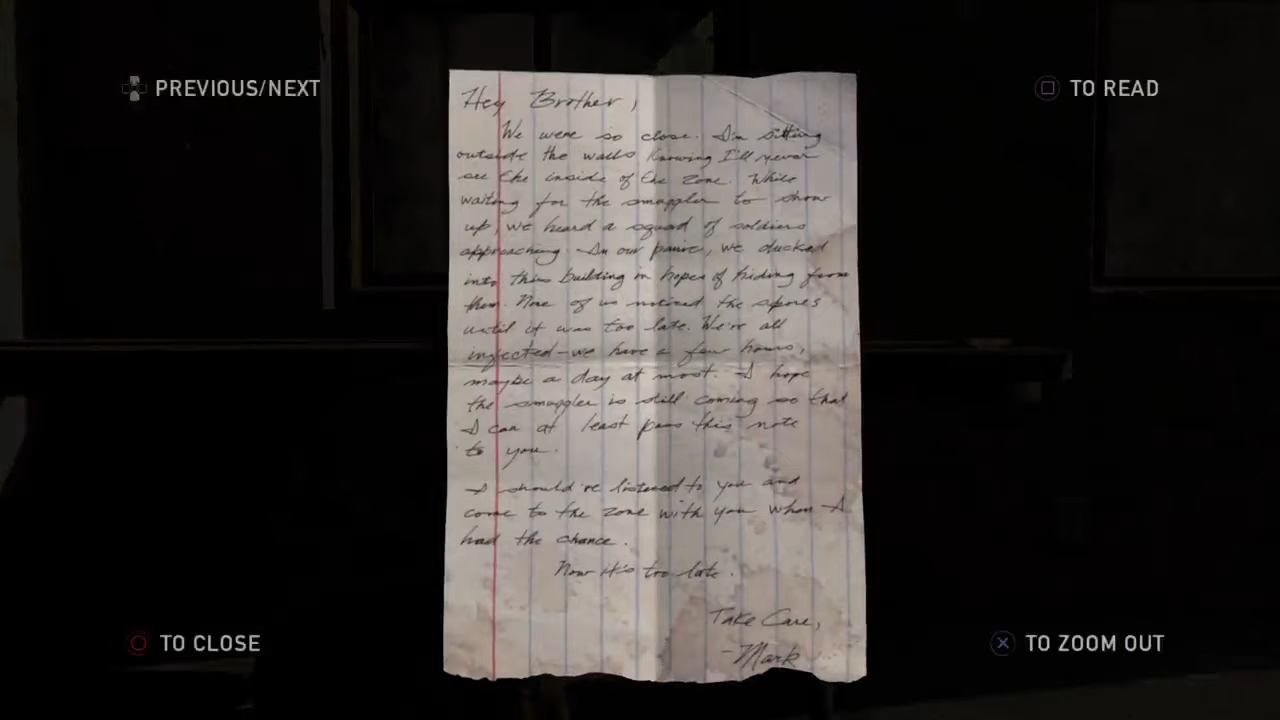 PREVIOUS/NEXT
TO READ
Hey Brother,
We were so close. I'm sitting
outside the walls knowing I'll never
see the inside of the zone. While
waiting for the smuggler to show
up, we heard a squad of soldiers
approaching. In our panic, we ducked
into this building in hopes of hiding from
them. None of us noticed the spores
until it was too late. We're all
infected-we have a few hours,
maybe a day at most. I hope
the smuggler is still coming so that
I can at least pass this note
to you.
I should've listened to you and
come to the zone with you when I
had the chance.
Now it's too late.
Take Care,
-Mark
TO CLOSE
TO ZOOM OUT